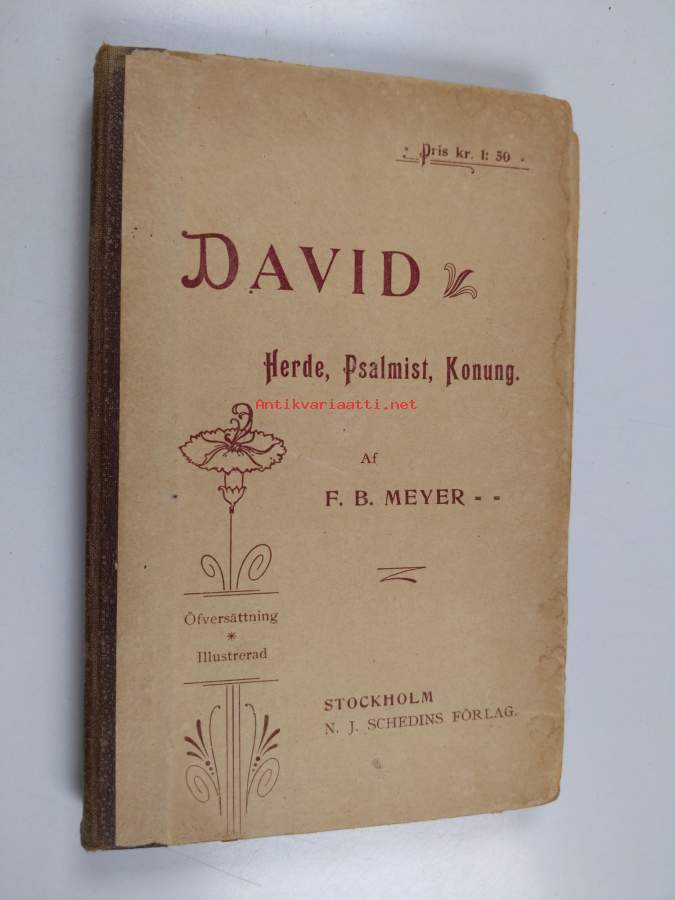 Pris kr. 1: 50
DAVID
Herde, Psalmist, Konung.
Antikvariaatti.net
Af
F. B. MEYER - -
Öfversättning
*
Illustrerad
STOCKHOLM
N. J. SCHEDINS FÖRLAG.